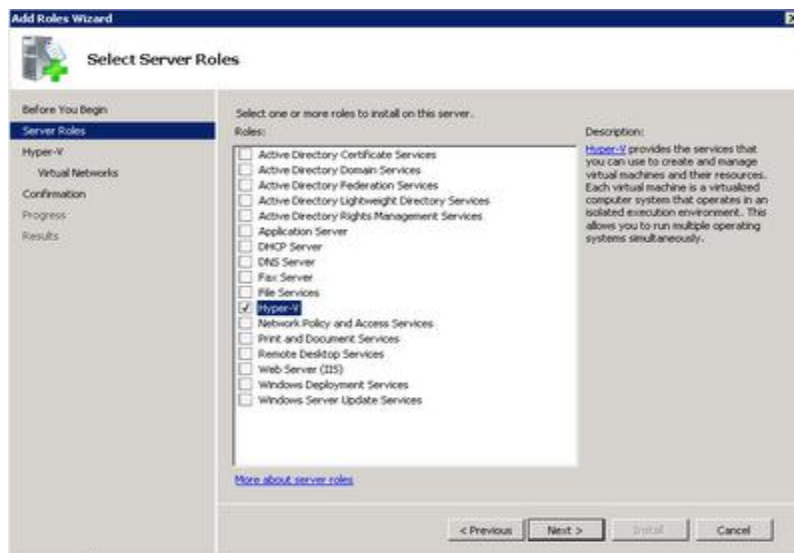 Add Roles Wizard
Select Server Roles
Before You Begin
Server Roles
Hyper-V
Virtual Networks
Confirmation
Progress
Results
Select one or more roles to install on this server.
Roles:
Active Directory Certificate Services
Active Directory Domain Services
Active Directory Federation Services
Active Directory Lightweight Directory Services
Active Directory Rights Management Services
Application Server
DHCP Server
DNS Server
Fax Server
File Services
Hyper-V
Network Policy and Access Services
Print and Document Services
Remote Desktop Services
Web Server (IIS)
Windows Deployment Services
Windows Server Update Services
More about server roles
Description:
Hyper-V provides the services that
you can use to create and manage
virtual machines and their resources.
Each virtual machine is a virtualized
computer system that operates in an
isolated execution environment. This
allows you to run multiple operating
systems simultaneously.
< Previous
Next >
Install
Cancel